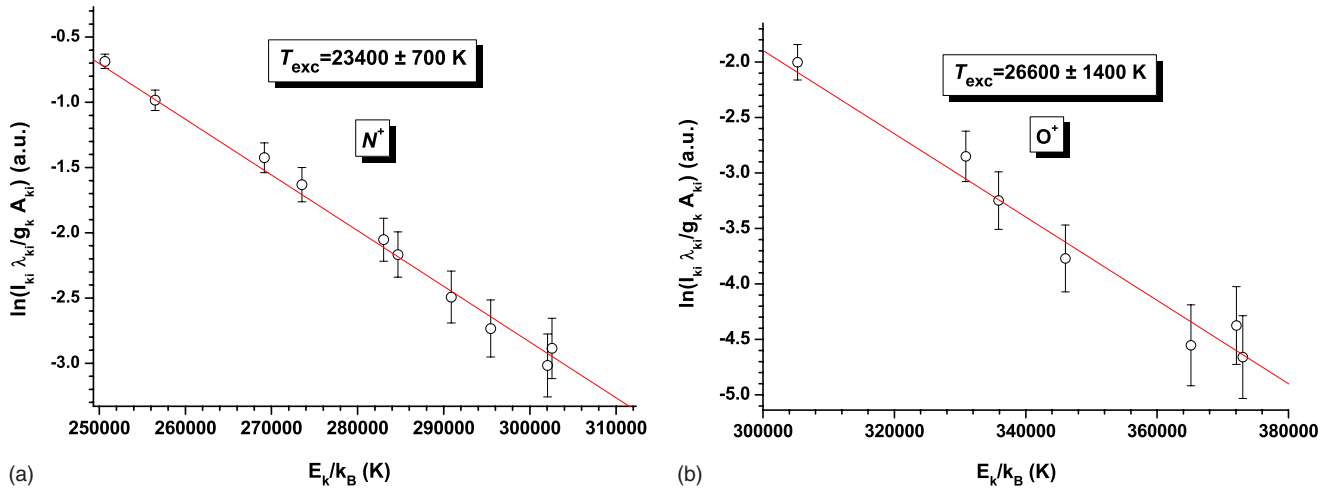 -0.5
-1.0
-1.5
-2.0
-2.5
-3.0
ln(I_ki λ_ki/g_k A_ki) (a.u.)
T_exc=23400 ± 700 K
N^+
250000 260000 270000 280000 290000 300000 310000
(a) E_k/k_B (K)
-2.0
-2.5
-3.0
-3.5
-4.0
-4.5
-5.0
ln(I_ki λ_ki/g_k A_ki) (a.u.)
T_exc=26600 ± 1400 K
O^+
300000 320000 340000 360000 380000
(b) E_k/k_B (K)